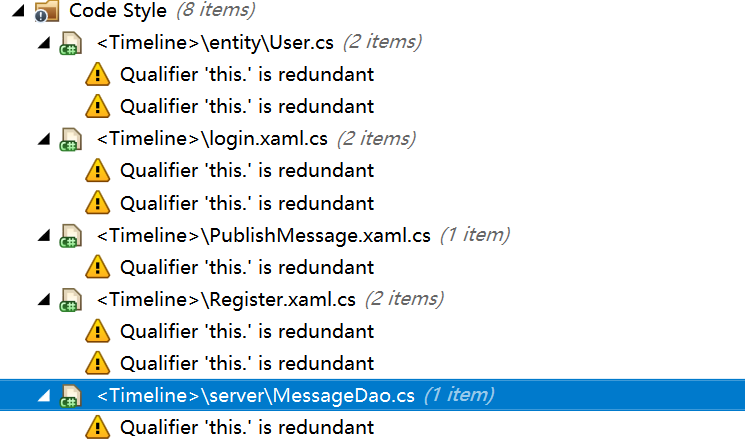 Code Style (8 items)
<Timeline>\entity\User.cs (2 items)
Qualifier 'this.' is redundant
Qualifier 'this.' is redundant
<Timeline>\login.xaml.cs (2 items)
Qualifier 'this.' is redundant
Qualifier 'this.' is redundant
<Timeline>\PublishMessage.xaml.cs (1 item)
Qualifier 'this.' is redundant
<Timeline>\Register.xaml.cs (2 items)
Qualifier 'this.' is redundant
Qualifier 'this.' is redundant
<Timeline>\server\MessageDao.cs (1 item)
Qualifier 'this.' is redundant